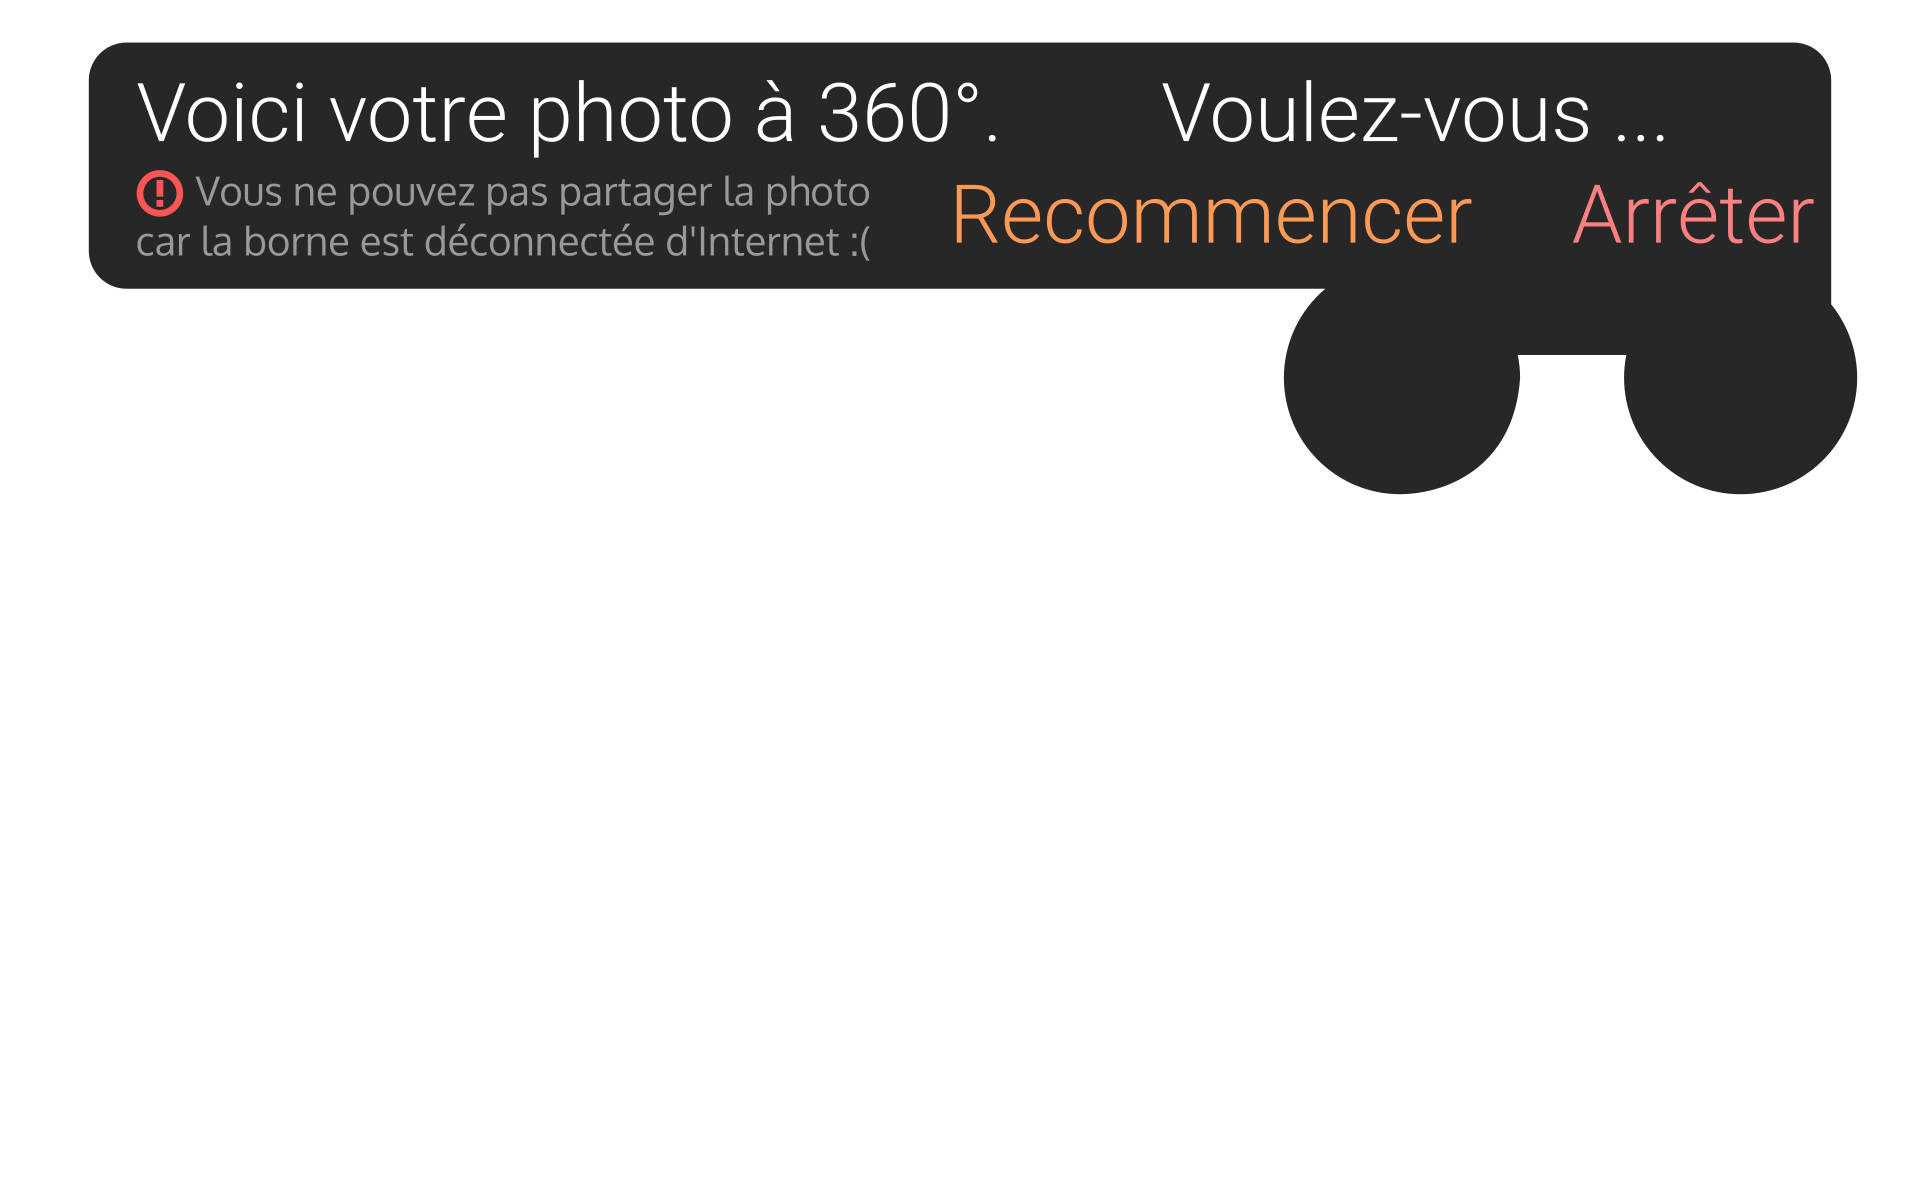 Voici votre photo à 360°.
Vous ne pouvez pas partager la photo
car la borne est déconnectée d'Internet :(
Voulez-vous ...
Recommencer
Arrêter